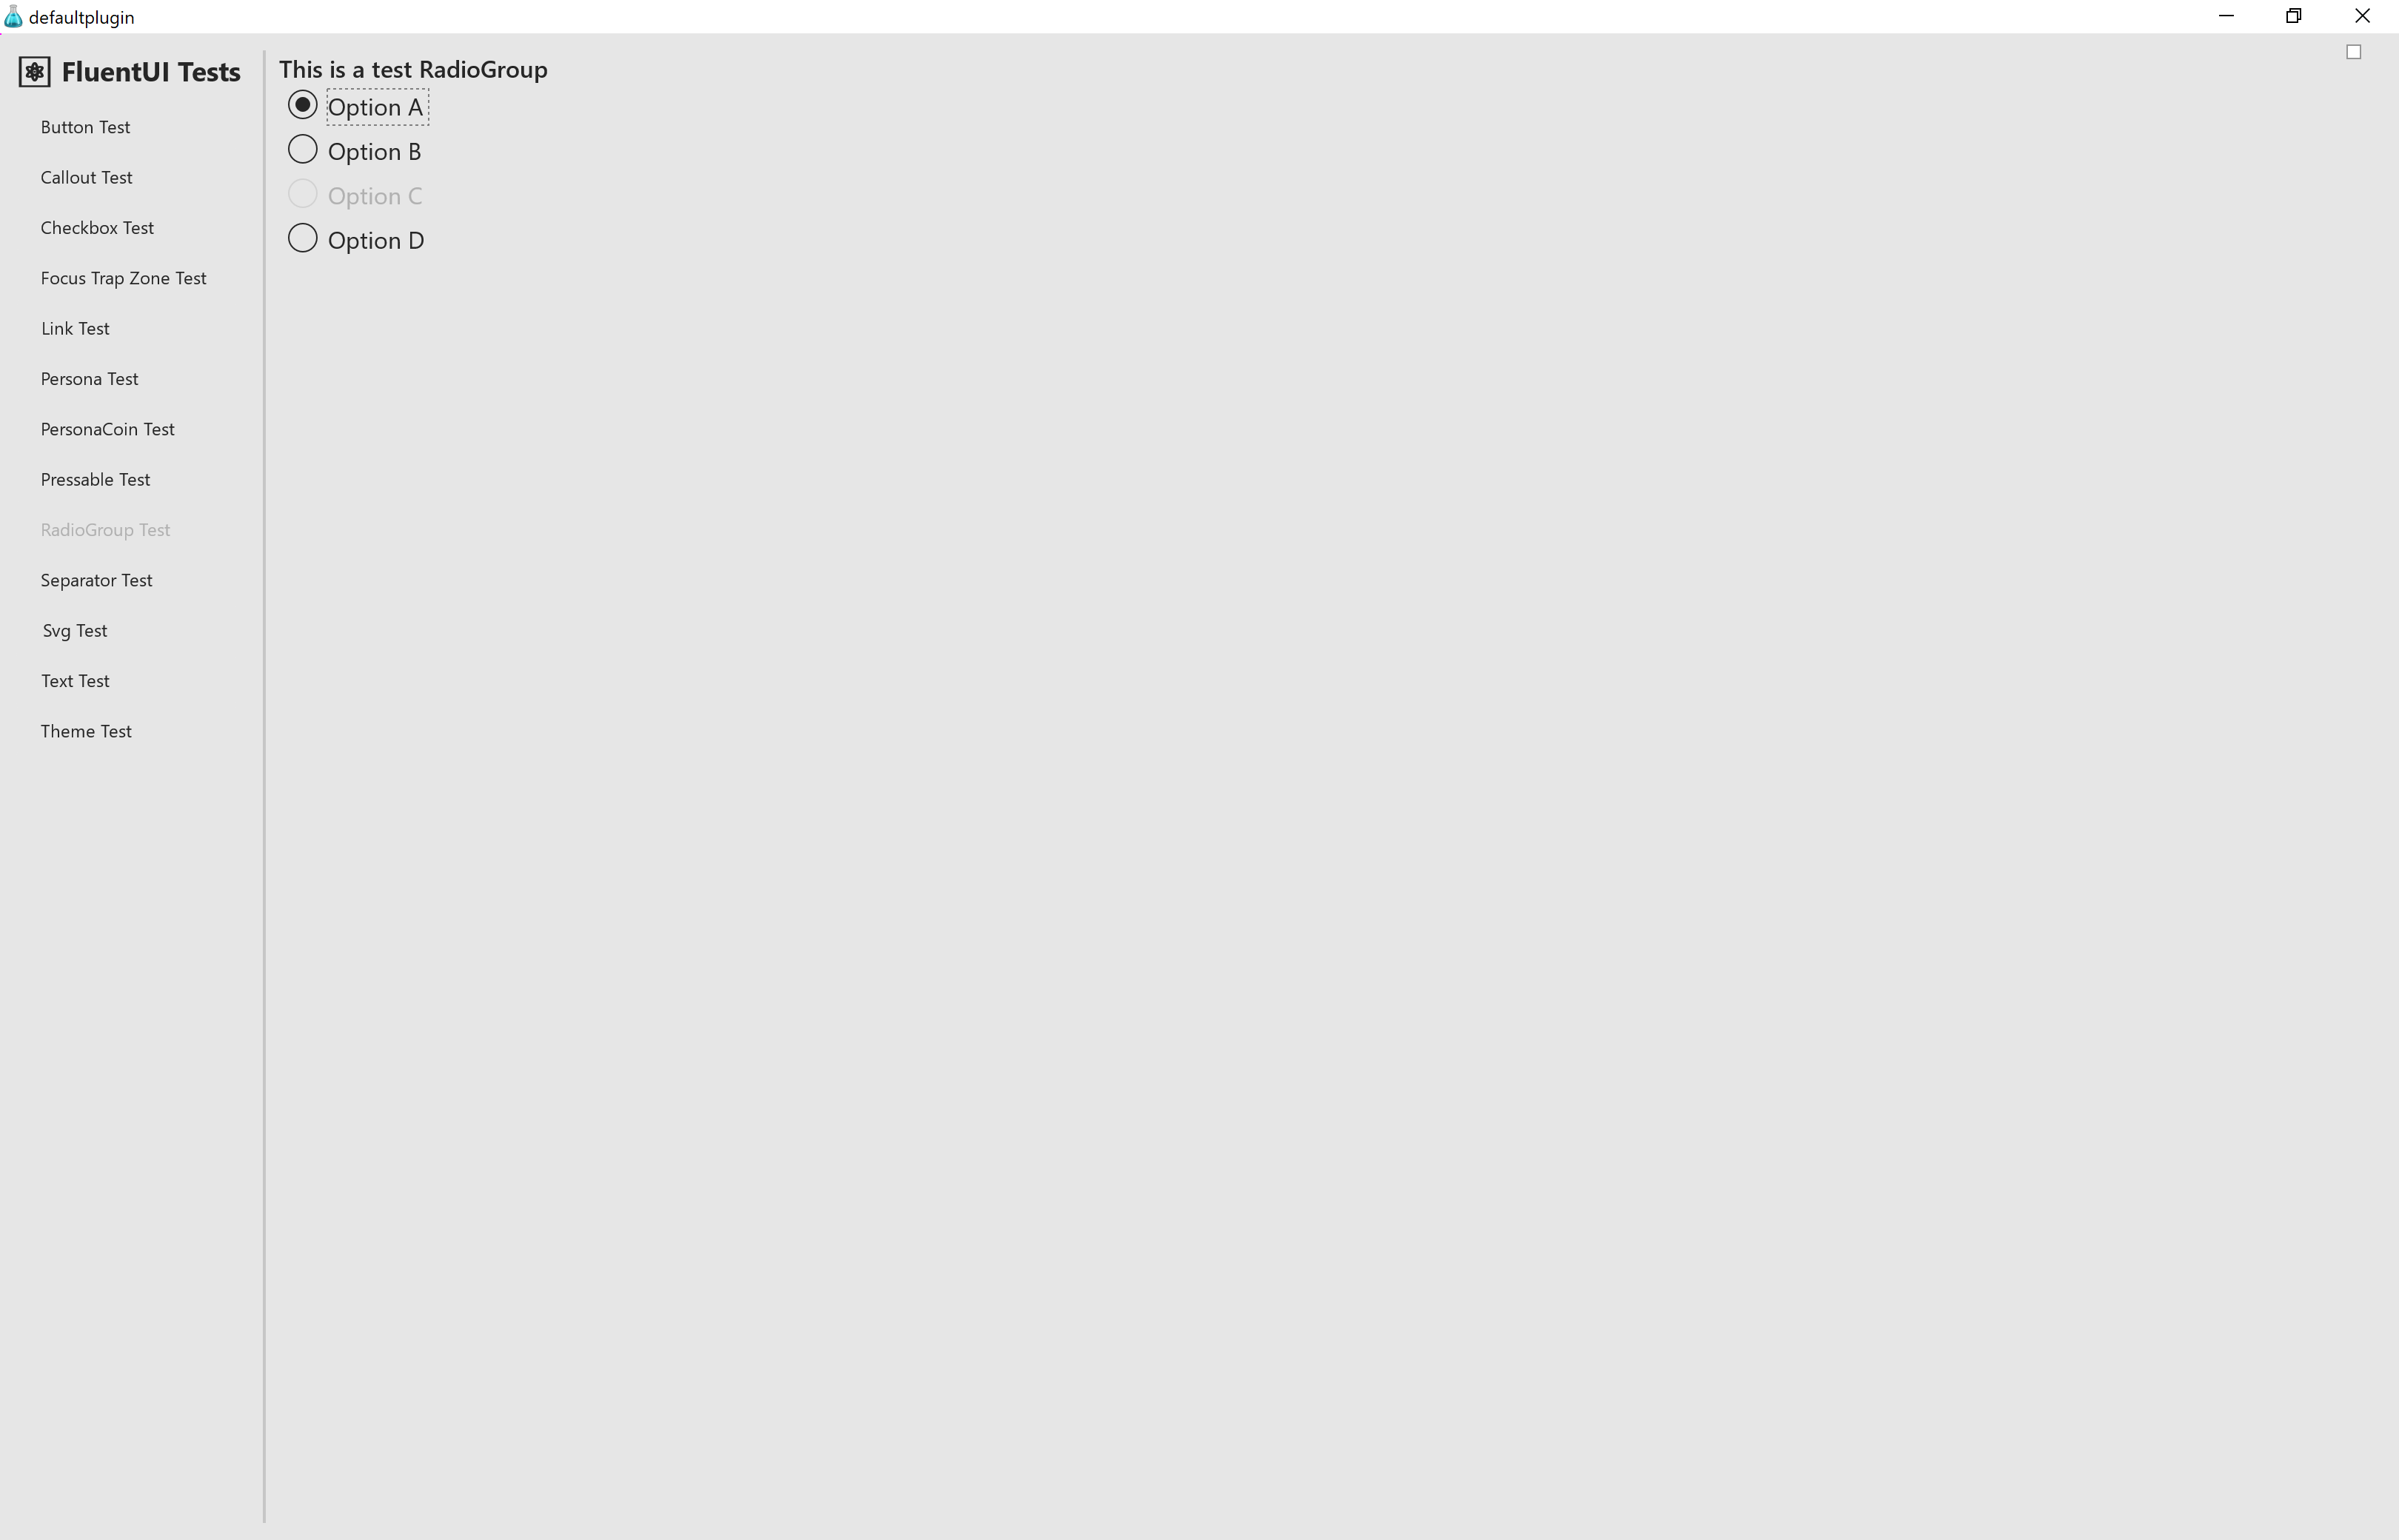 defaultplugin
FluentUI Tests
Button Test
Callout Test
Checkbox Test
Focus Trap Zone Test
Link Test
Persona Test
PersonaCoin Test
Pressable Test
RadioGroup Test
Separator Test
Svg Test
Text Test
Theme Test
This is a test RadioGroup
Option A
Option B
Option C
Option D